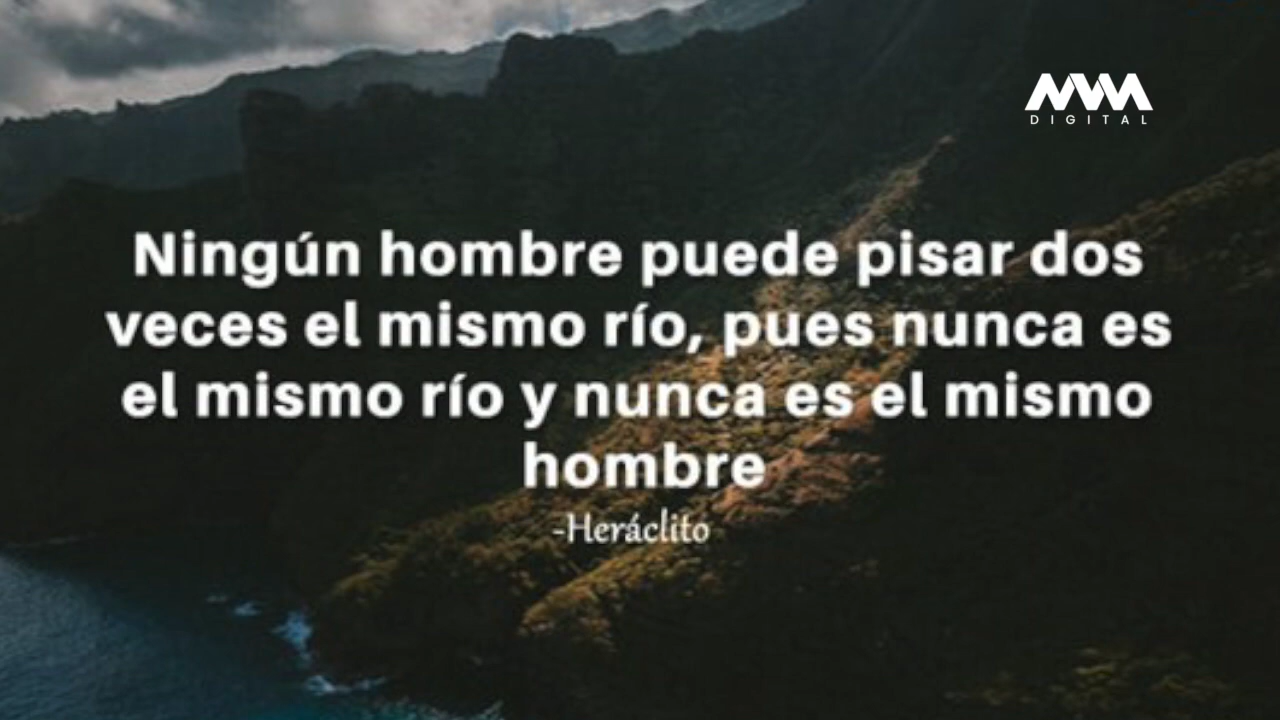 MWM
DIGITAL
Ningún hombre puede pisar dos
veces el mismo río, pues nunca es
el mismo río y nunca es el mismo
hombre
-Heráclito